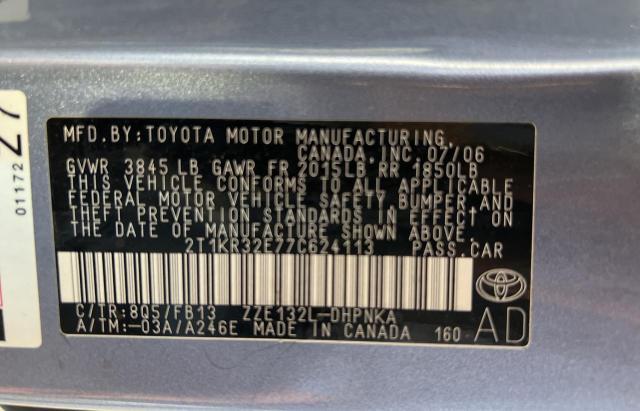 MFD.BY:TOYOTA MOTOR MANUFACTURING,
CANADA,INC. 07/06
GVWR 3845 LB GAWR FR 2015LB RR 1850LB
THIS VEHICLE CONFORMS TO ALL APPLICABLE
FEDERAL MOTOR VEHICLE SAFETY, BUMPER,AND
THEFT PREVENTION STANDARDS IN EFFECT ON
THE DATE OF MANUFACTURE SHOWN ABOVE.
2T1KR32E77C624113 PASS.CAR
C/TR:8Q5/FB13 ZZE132L-DHPNKA
A/TM:-03A/A246E MADE IN CANADA 160 AD
27
01172